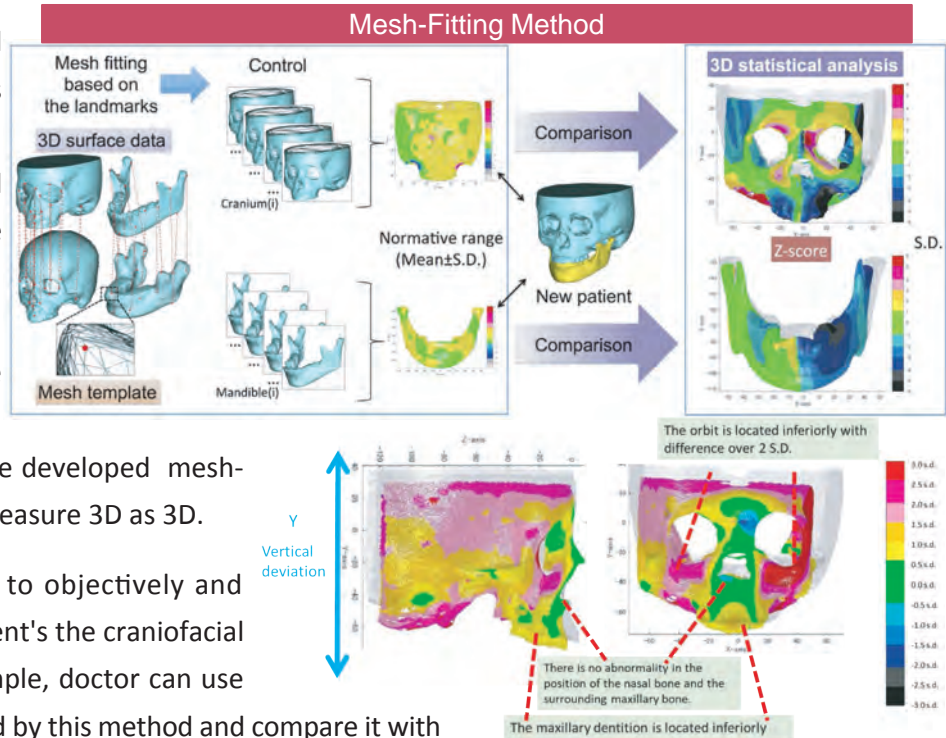 Mesh-Fitting Method
Mesh fitting
based on
the landmarks
3D surface data
Mesh template
Control
Cranium(i)
Mandible(i)
...
...
...
...
Normative range
(Mean±S.D.)
Comparison
New patient
Comparison
3D statistical analysis
Z-score
S.D.
e developed mesh-
easure 3D as 3D.
to objectively and
ent's the craniofacial
ple, doctor can use
d by this method and compare it with
Y
Vertical
deviation
Z-axis
Y-axis
X-axis
The orbit is located inferiorly with
difference over 2 S.D.
There is no abnormality in the
position of the nasal bone and the
surrounding maxillary bone.
The maxillary dentition is located inferiorly
3.0 s.d.
2.5 s.d.
2.0 s.d.
1.5 s.d.
1.0 s.d.
0.5 s.d.
0.0 s.d.
-0.5 s.d.
-1.0 s.d.
-1.5 s.d.
-2.0 s.d.
-2.5 s.d.
-3.0 s.d.